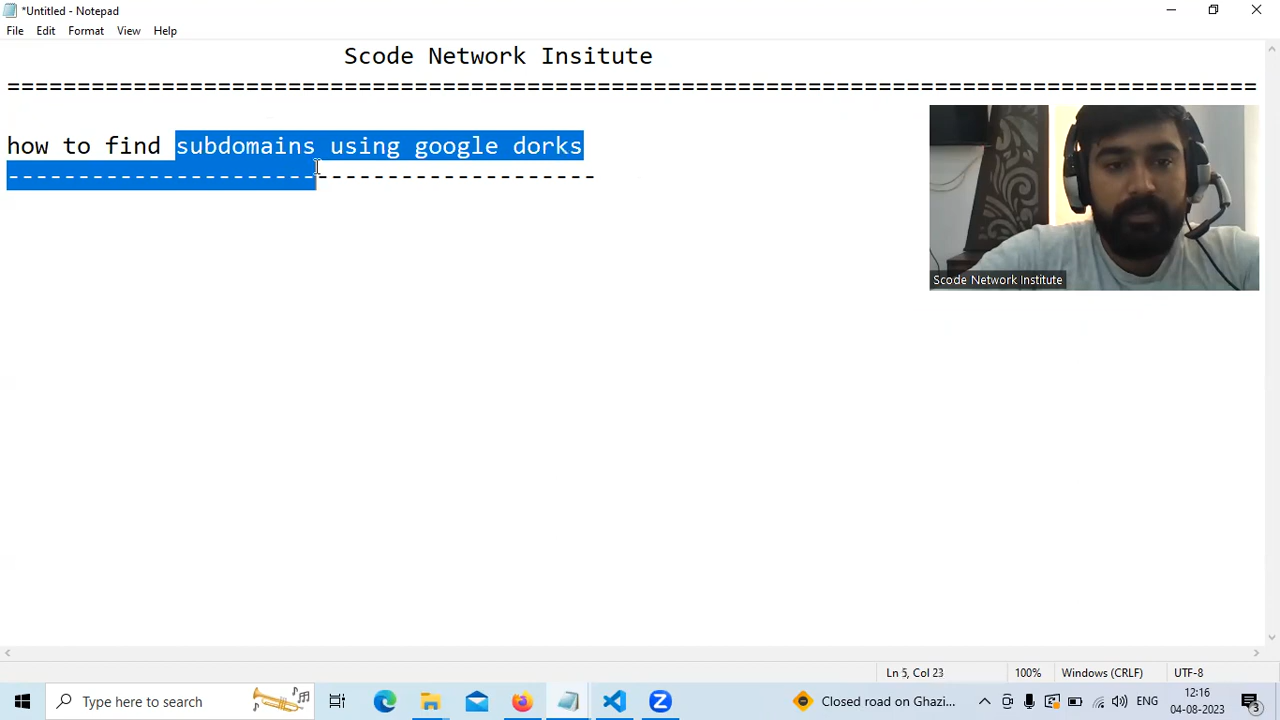 *Untitled - Notepad
File Edit Format View Help
Scode Network Insitute
=========================================================================================
how to find subdomains using google dorks
------------------------------------------
Scode Network Institute
Ln 5, Col 23 100% Windows (CRLF) UTF-8
Type here to search
Closed road on Ghazi...
ENG
12:16
04-08-2023
3